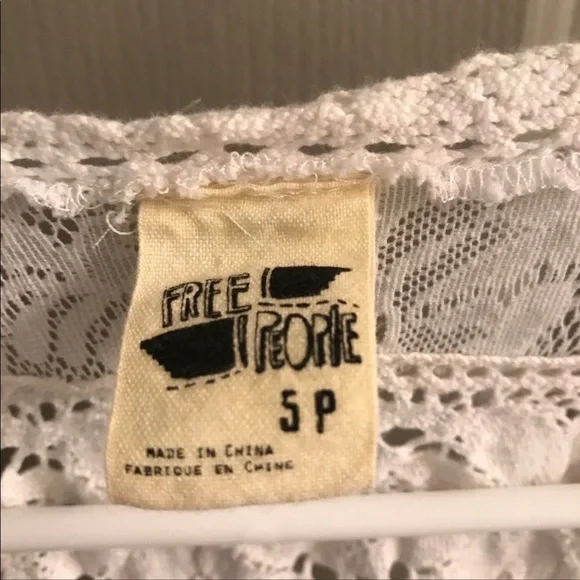 FREE
PEOPLE
S P
MADE IN CHINA
FABRIQUE EN CHINE